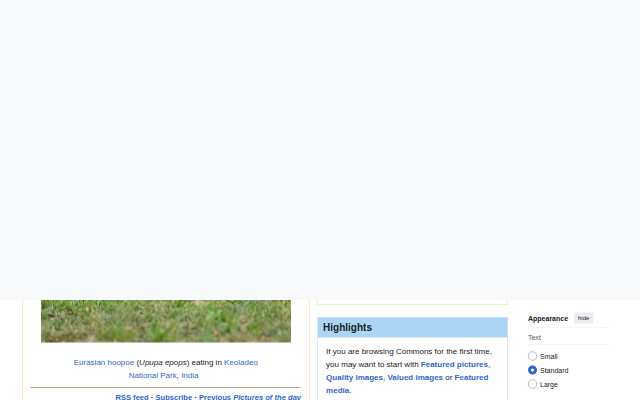 Eurasian hoopoe (Upupa epops) eating in Keoladeo
National Park, India
RSS feed · Subscribe · Previous Pictures of the day
Highlights
If you are browsing Commons for the first time,
you may want to start with Featured pictures,
Quality images, Valued images or Featured
media.
Appearance hide
Text
Small
Standard
Large